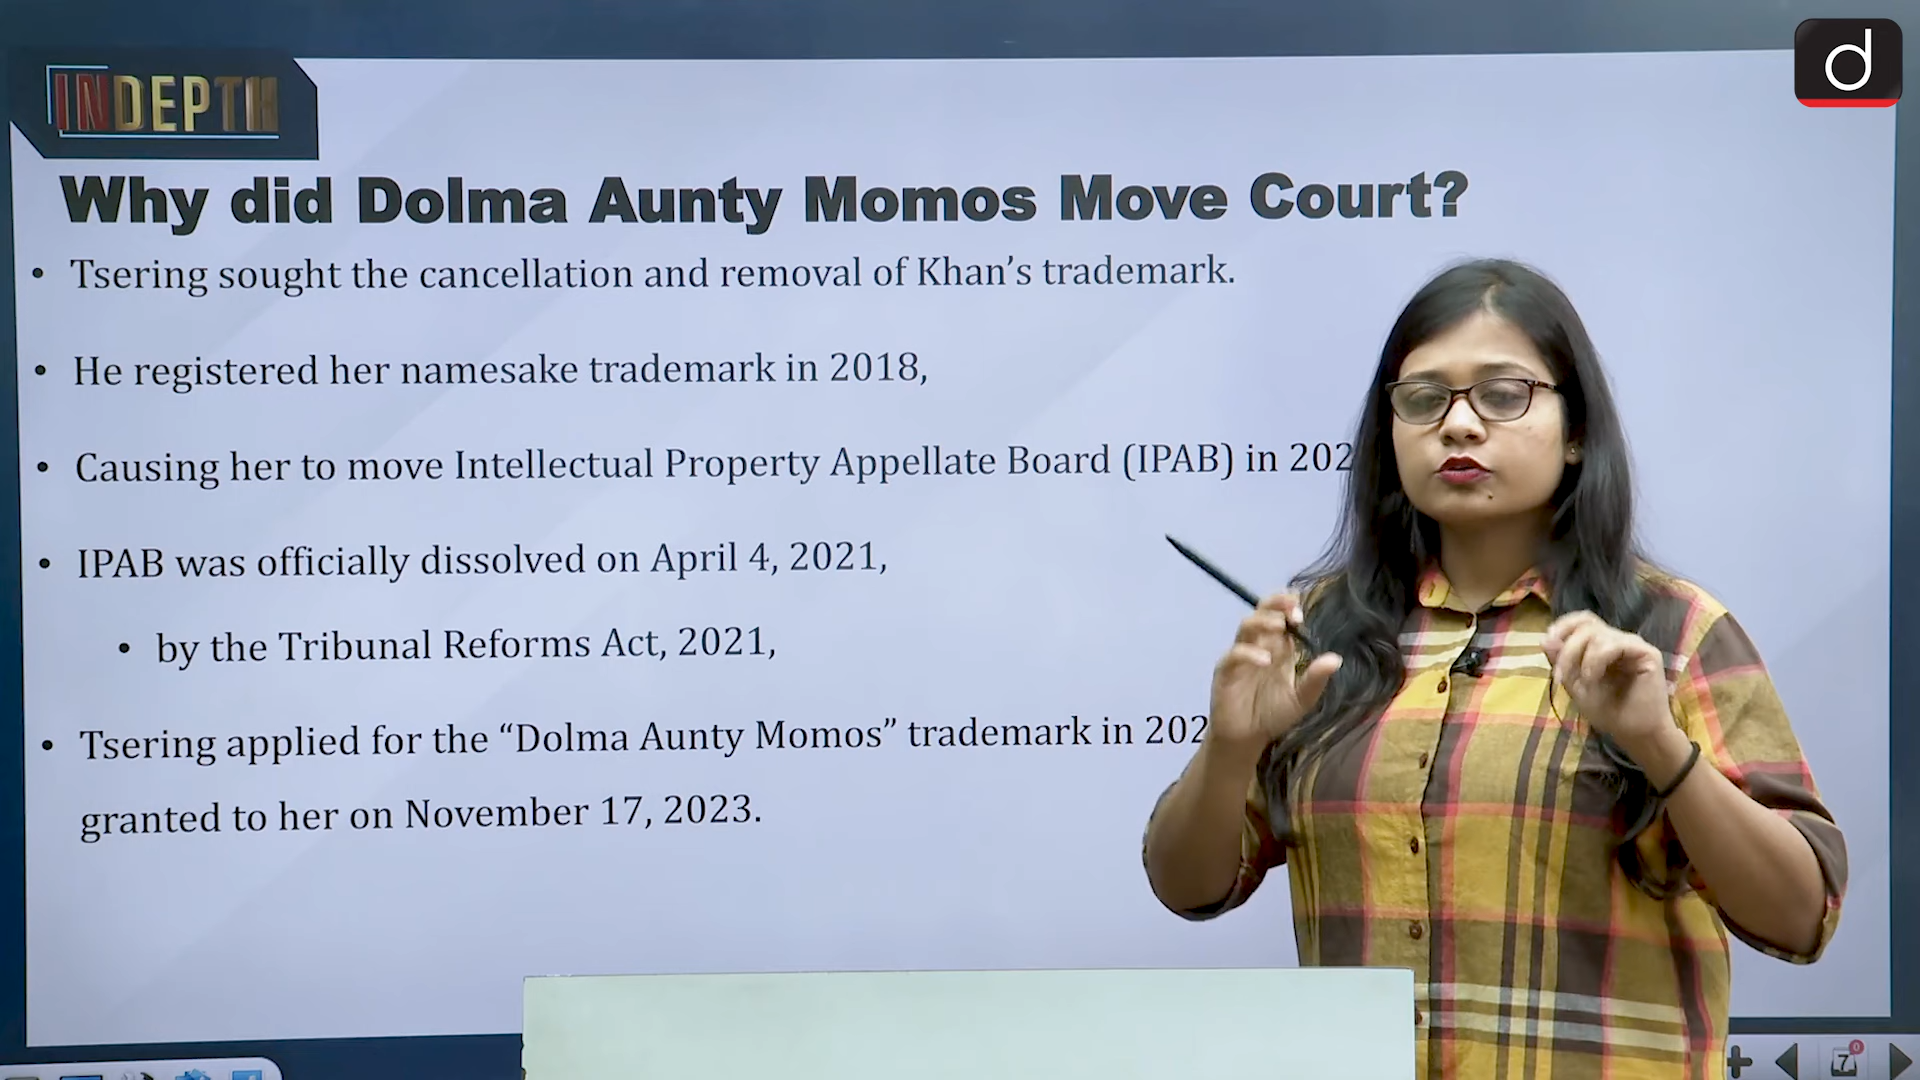 INDEPTH
d
Why did Dolma Aunty Momos Move Court?
• Tsering sought the cancellation and removal of Khan’s trademark.
• He registered her namesake trademark in 2018,
• Causing her to move Intellectual Property Appellate Board (IPAB) in
• IPAB was officially dissolved on April 4, 2021,
• by the Tribunal Reforms Act, 2021,
• Tsering applied for the “Dolma Aunty Momos” trademark in
granted to her on November 17, 2023.
7
0